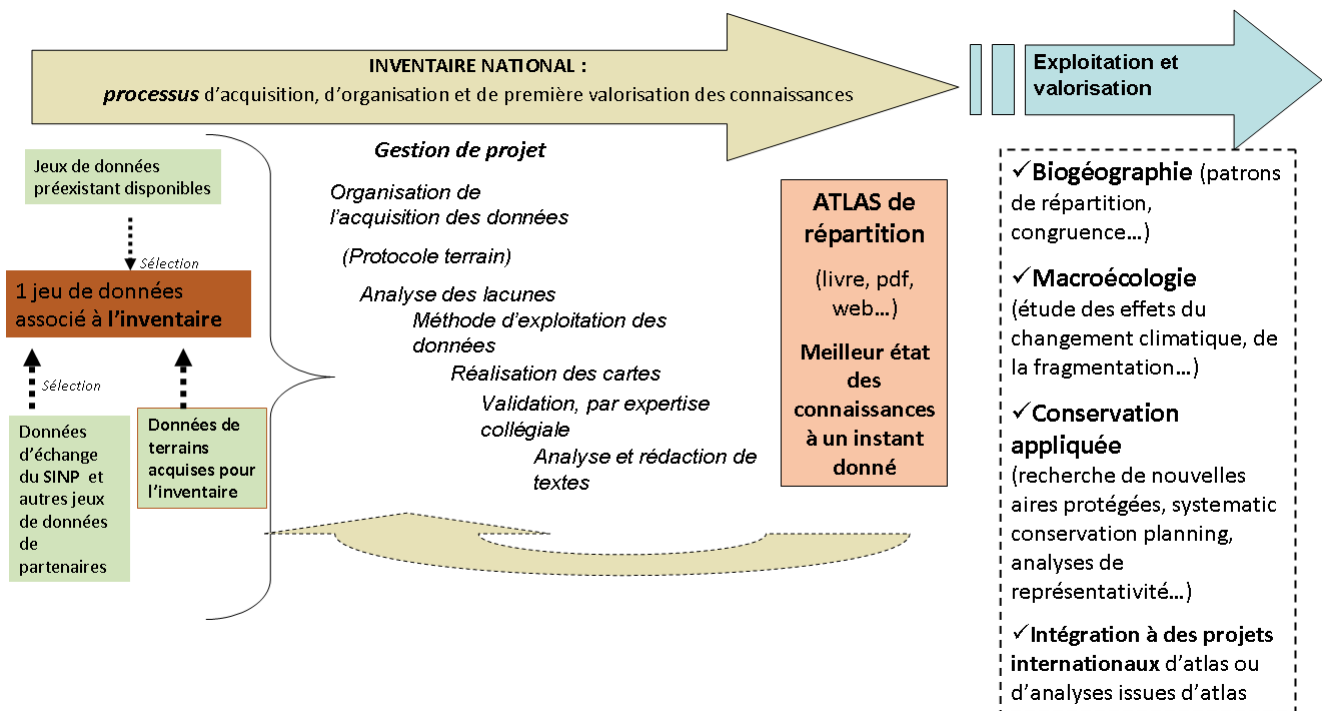 INVENTAIRE NATIONAL :
processus d'acquisition, d'organisation et de première valorisation des connaissances
Exploitation et
valorisation
Jeux de données
préexistant disponibles
Sélection
1 jeu de données
associé à l'inventaire
Sélection
Données
d'échange
du SINP et
autres jeux
de données
de
partenaires
Données de
terrains
acquises pour
l'inventaire
Gestion de projet
Organisation de
l'acquisition des données
(Protocole terrain)
Analyse des lacunes
Méthode d'exploitation des
données
Réalisation des cartes
Validation, par expertise
collégiale
Analyse et rédaction de
textes
ATLAS de
répartition
(livre, pdf,
web…)
Meilleur état
des
connaissances
à un instant
donné
✓Biogéographie (patrons
de répartition,
congruence…)
✓Macroécologie
(étude des effets du
changement climatique, de
la fragmentation…)
✓Conservation
appliquée
(recherche de nouvelles
aires protégées, systematic
conservation planning,
analyses de
représentativité…)
✓Intégration à des projets
internationaux d'atlas ou
d'analyses issues d'atlas